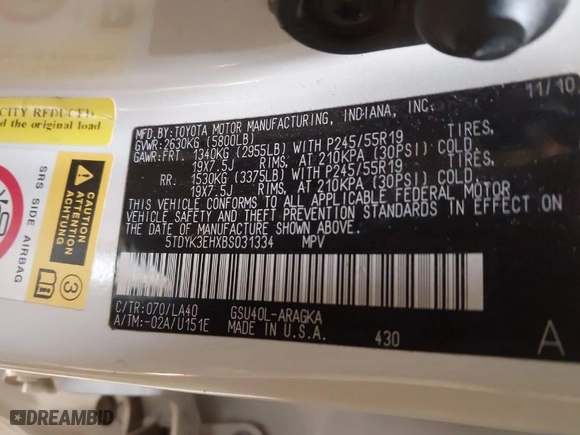 MFD.BY:TOYOTA MOTOR MANUFACTURING, INDIANA, INC. 11/10
GVWR:2630KG (5800LB)
GAWR:FRT. 1340KG (2955LB) WITH P245/55R19 TIRES,
19X7.5J RIMS, AT 210KPA (30PSI) COLD.
RR. 1530KG (3375LB) WITH P245/55R19 TIRES,
19X7.5J RIMS, AT 210KPA (30PSI) COLD.
THIS VEHICLE CONFORMS TO ALL APPLICABLE FEDERAL MOTOR
VEHICLE SAFETY AND THEFT PREVENTION STANDARDS IN EFFECT ON
THE DATE OF MANUFACTURE SHOWN ABOVE.
5TDYK3EHXBS031334 MPV
C/TR:070/LA40 GSU40L-ARAGKA
A/TM:-02A/U151E MADE IN U.S.A. 430 A
CITY REDUCED
d the original load
SRS SIDE AIRBAG
ATTENTION
ACHTUNG
3
DREAMBID